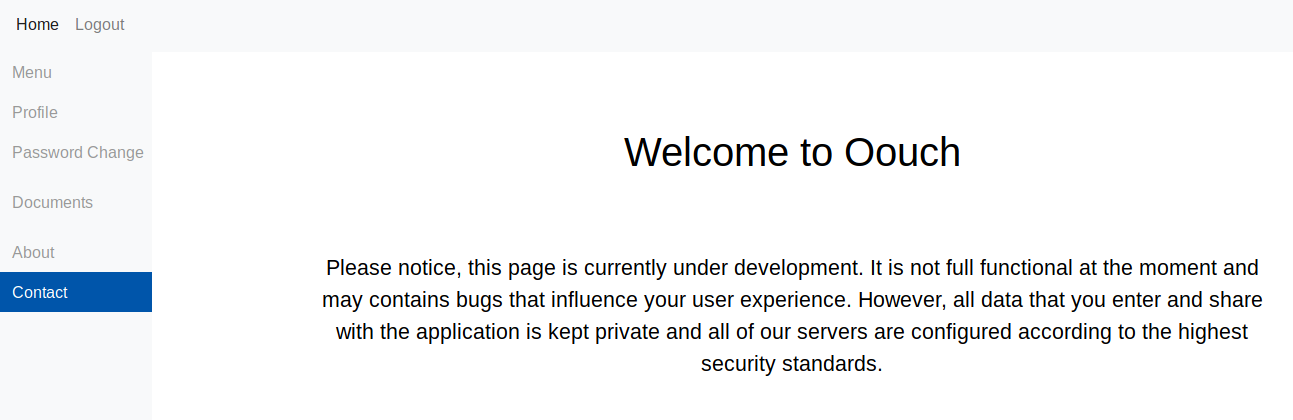 Home Logout
Menu
Profile
Password Change
Documents
About
Contact
Welcome to Oouch
Please notice, this page is currently under development. It is not full functional at the moment and
may contains bugs that influence your user experience. However, all data that you enter and share
with the application is kept private and all of our servers are configured according to the highest
security standards.